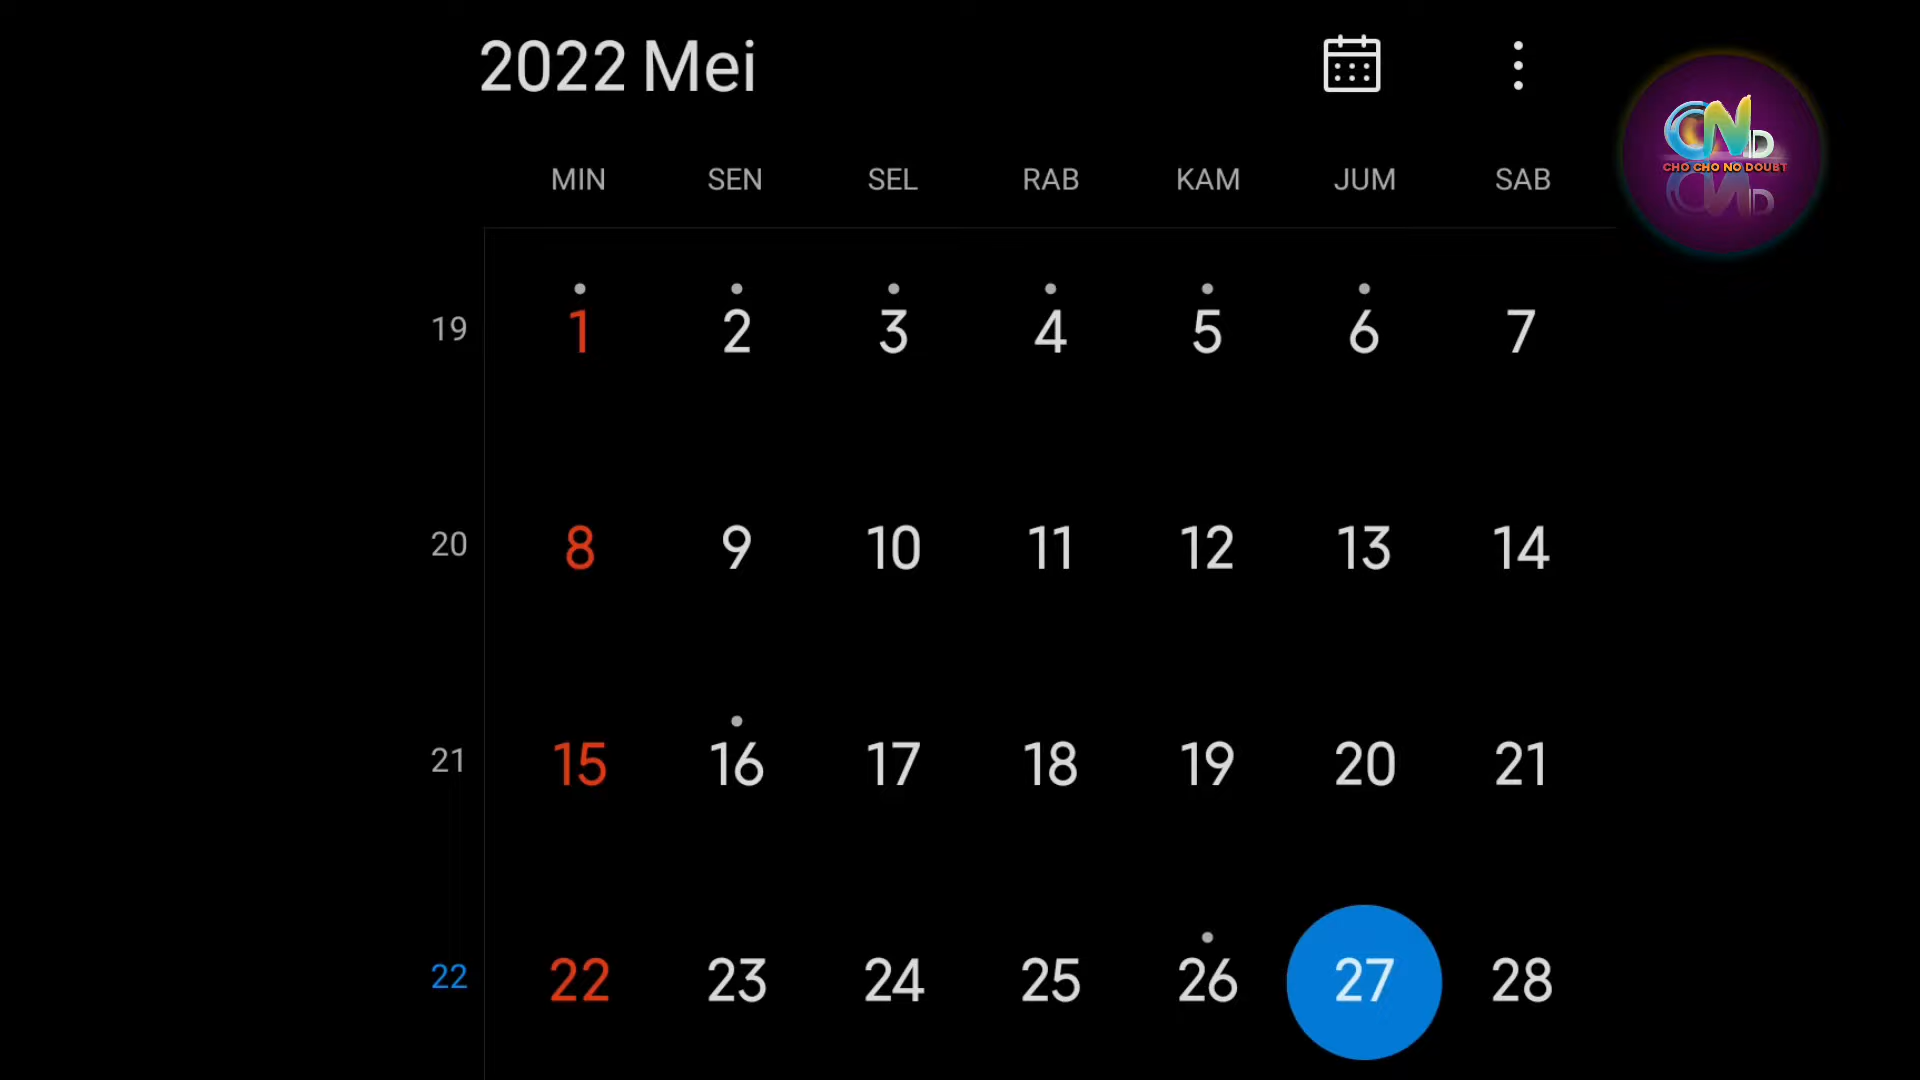 2022 Mei
CND
CHO CHO NO DOUBT
MIN SEN SEL RAB KAM JUM SAB
19 1 2 3 4 5 6 7
20 8 9 10 11 12 13 14
21 15 16 17 18 19 20 21
22 22 23 24 25 26 27 28